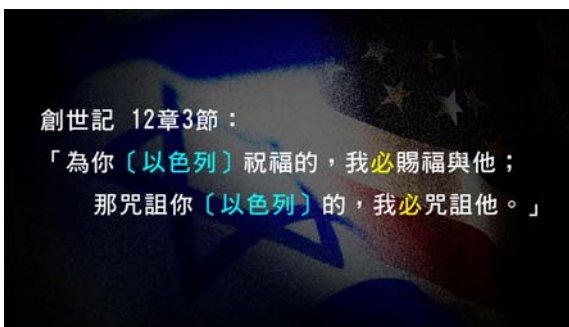 創世記 12章3節：
「為你〔以色列〕祝福的，我必賜福與他；
那咒詛你〔以色列〕的，我必咒詛他。」